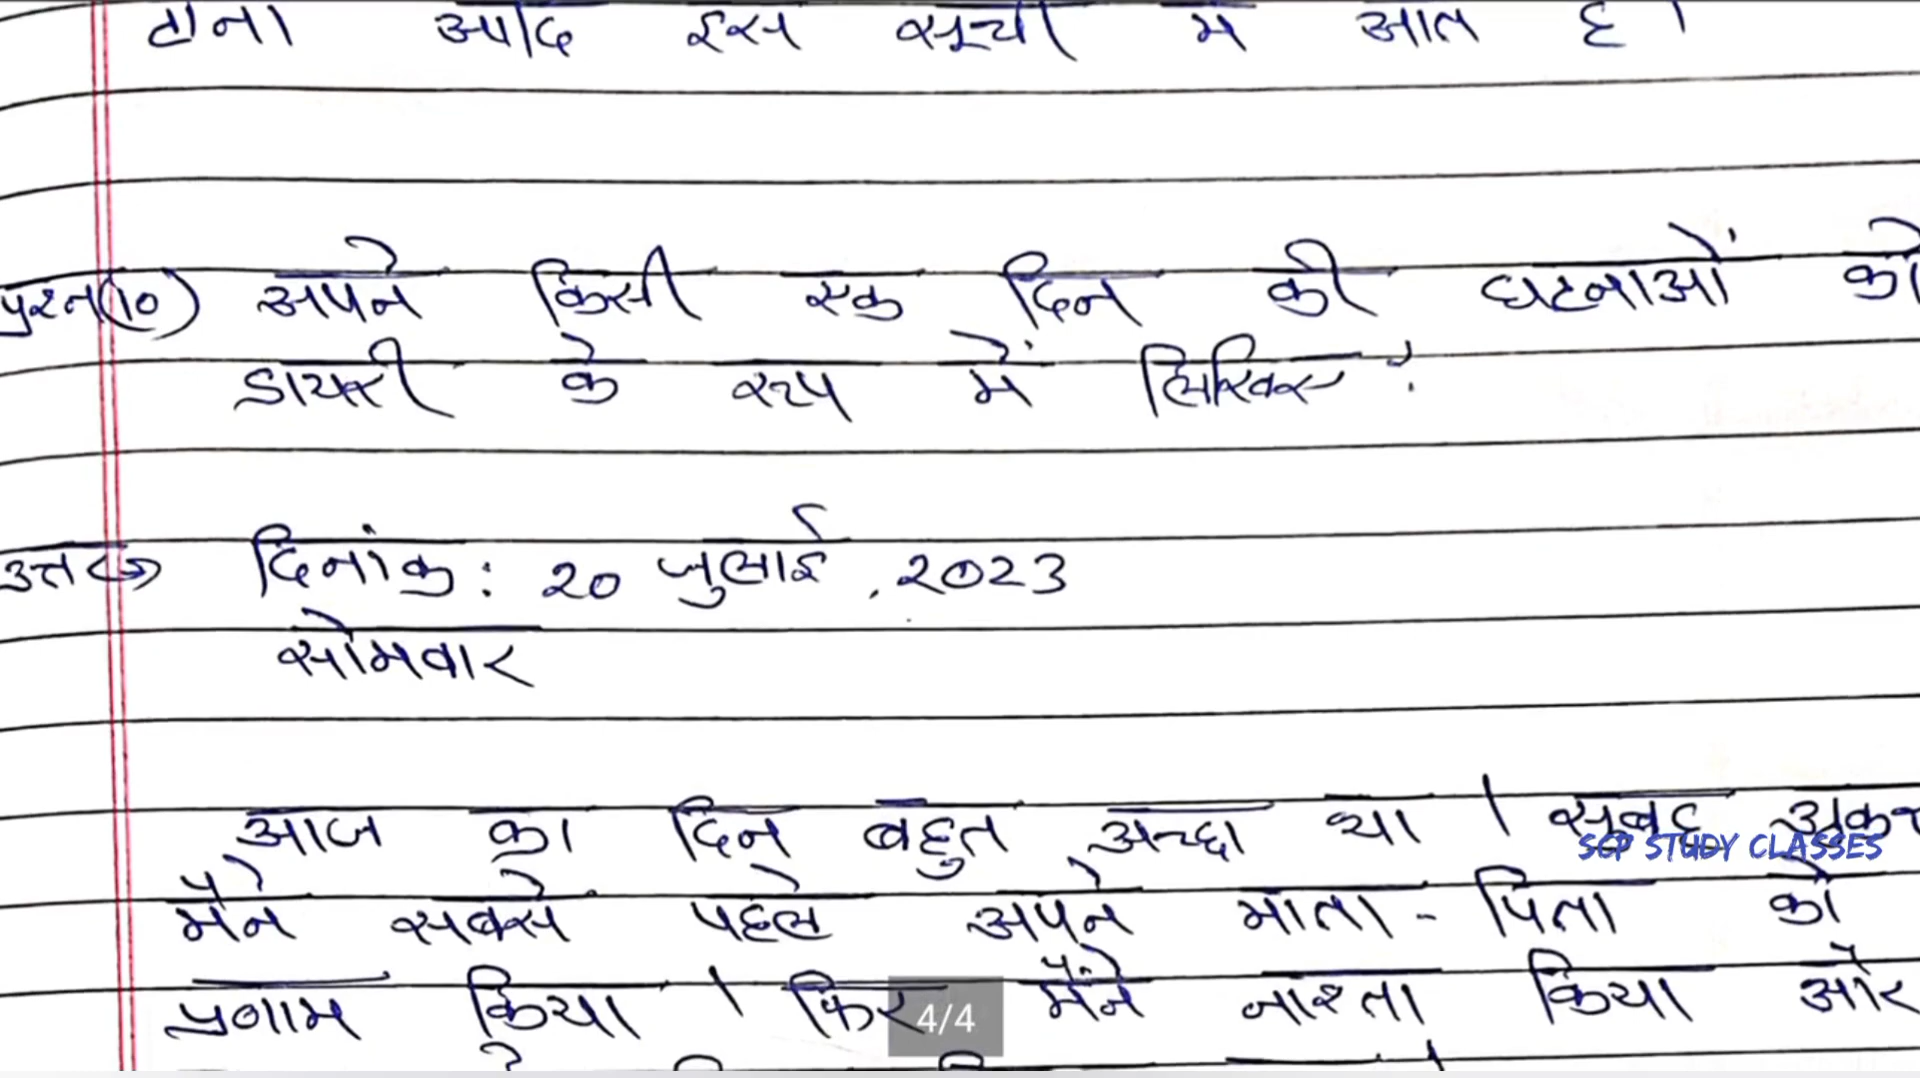 होना आदि इस सूची में आते हैं ।
प्रश्न(10) अपने किसी एक दिन की घटनाओं को
डायरी के रूप में लिखिए :
उत्तर→ दिनांक : 20 जुलाई , 2023
सोमवार
आज का दिन बहुत अच्छा था । सुबह उठकर
SCP STUDY CLASSES
मैंने सबसे पहले अपने माता - पिता को
प्रणाम किया । फिर मैंने नाश्ता किया और
4/4